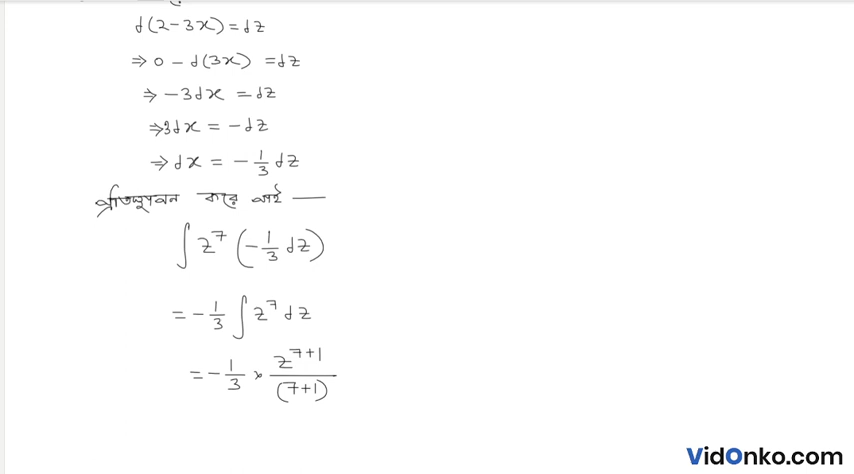 d(2-3x)=dz
⇒ 0 - d(3x) = dz
⇒ -3dx = dz
⇒ 3dx = - dz
⇒ dx = - 1/3 dz
প্রতিস্থাপন করে পাই —
∫ z^7 (- 1/3 dz)
= - 1/3 ∫ z^7 dz
= - 1/3 × z^(7+1)/(7+1)
VidOnko.com